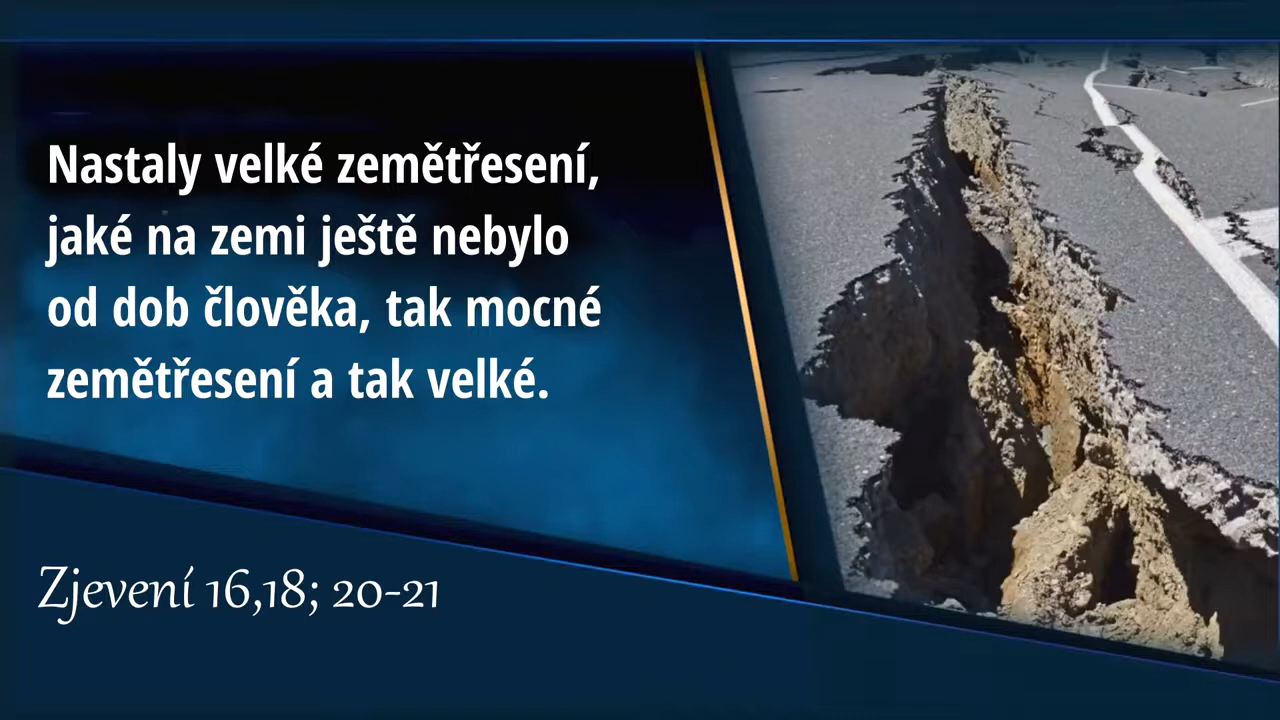 Nastaly velké zemětřesení,
jaké na zemi ještě nebylo
od dob člověka, tak mocné
zemětřesení a tak velké.
Zjevení 16,18; 20-21